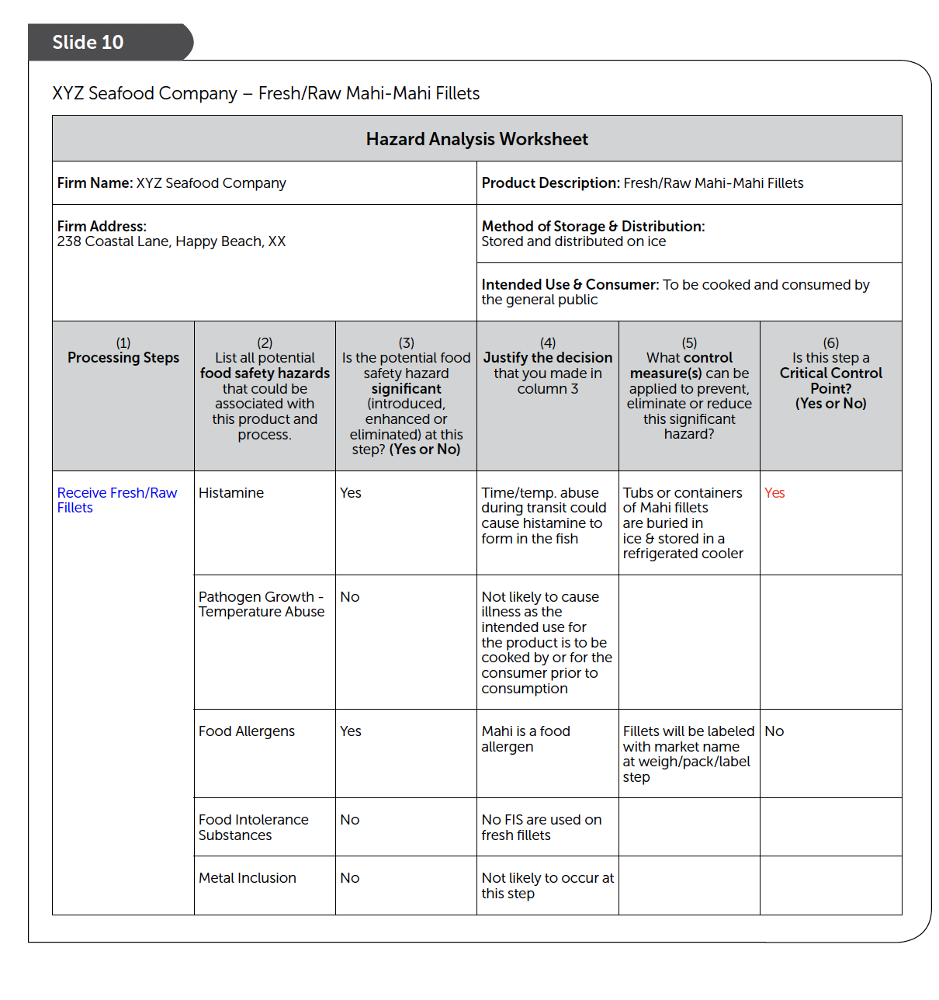 Slide 10
XYZ Seafood Company – Fresh/Raw Mahi-Mahi Fillets
Hazard Analysis Worksheet
Firm Name: XYZ Seafood Company
Product Description: Fresh/Raw Mahi-Mahi Fillets
Firm Address:
238 Coastal Lane, Happy Beach, XX
Method of Storage & Distribution:
Stored and distributed on ice
Intended Use & Consumer: To be cooked and consumed by
the general public
(1)
Processing Steps
(2)
List all potential
food safety hazards
that could be
associated with
this product and
process.
(3)
Is the potential food
safety hazard
significant
(introduced,
enhanced or
eliminated) at this
step? (Yes or No)
(4)
Justify the decision
that you made in
column 3
(5)
What control
measure(s) can be
applied to prevent,
eliminate or reduce
this significant
hazard?
(6)
Is this step a
Critical Control
Point?
(Yes or No)
Receive Fresh/Raw
Fillets
Histamine
Yes
Time/temp. abuse
during transit could
cause histamine to
form in the fish
Tubs or containers
of Mahi fillets
are buried in
ice & stored in a
refrigerated cooler
Yes
Pathogen Growth -
Temperature Abuse
No
Not likely to cause
illness as the
intended use for
the product is to be
cooked by or for the
consumer prior to
consumption
Food Allergens
Yes
Mahi is a food
allergen
Fillets will be labeled
with market name
at weigh/pack/label
step
No
Food Intolerance
Substances
No
No FIS are used on
fresh fillets
Metal Inclusion
No
Not likely to occur at
this step